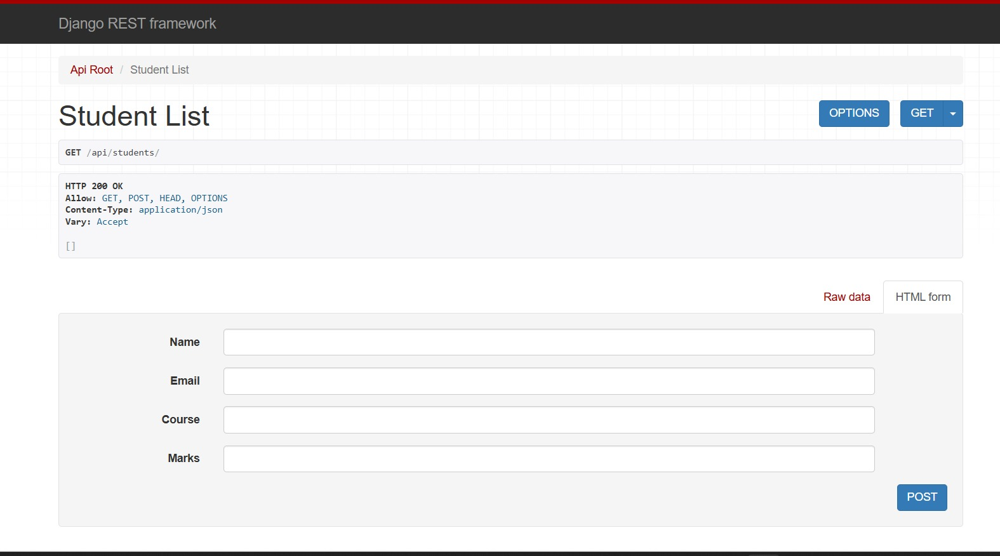 Django REST framework
Api Root / Student List
Student List
OPTIONS
GET
GET /api/students/
HTTP 200 OK
Allow: GET, POST, HEAD, OPTIONS
Content-Type: application/json
Vary: Accept
[]
Raw data
HTML form
Name
Email
Course
Marks
POST